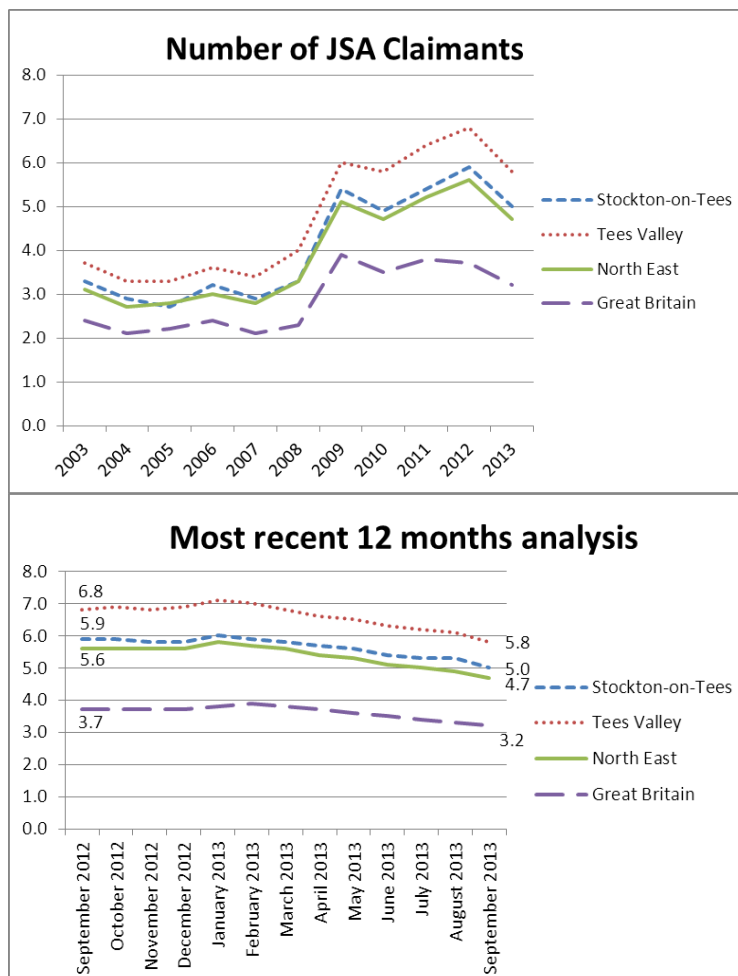 Number of JSA Claimants
8.0
7.0
6.0
5.0
4.0
3.0
2.0
1.0
0.0
2003
2004
2005
2006
2007
2008
2009
2010
2011
2012
2013
Stockton-on-Tees
Tees Valley
North East
Great Britain
Most recent 12 months analysis
8.0
7.0
6.0
5.0
4.0
3.0
2.0
1.0
0.0
6.8
5.9
5.6
3.7
5.8
5.0
4.7
3.2
September 2012
October 2012
November 2012
December 2012
January 2013
February 2013
March 2013
April 2013
May 2013
June 2013
July 2013
August 2013
September 2013
Stockton-on-Tees
Tees Valley
North East
Great Britain